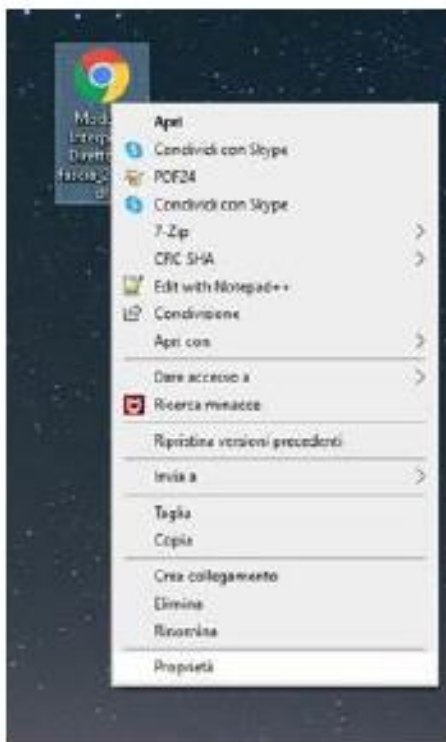 Apri
Condividi con Skype
PDF24
Condividi con Skype
7-Zip
CRC SHA
Edit with Notepad++
Condivisione
Apri con
Dare accesso a
Ricerca minacce
Ripristina versioni precedenti
Invia a
Taglia
Copia
Crea collegamento
Elimina
Rinomina
Proprietà